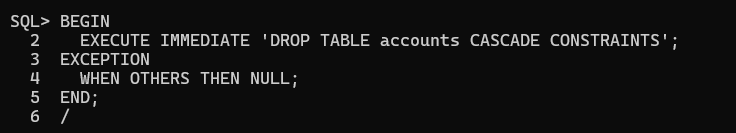 SQL> BEGIN
  2    EXECUTE IMMEDIATE 'DROP TABLE accounts CASCADE CONSTRAINTS';
  3  EXCEPTION
  4    WHEN OTHERS THEN NULL;
  5  END;
  6  /